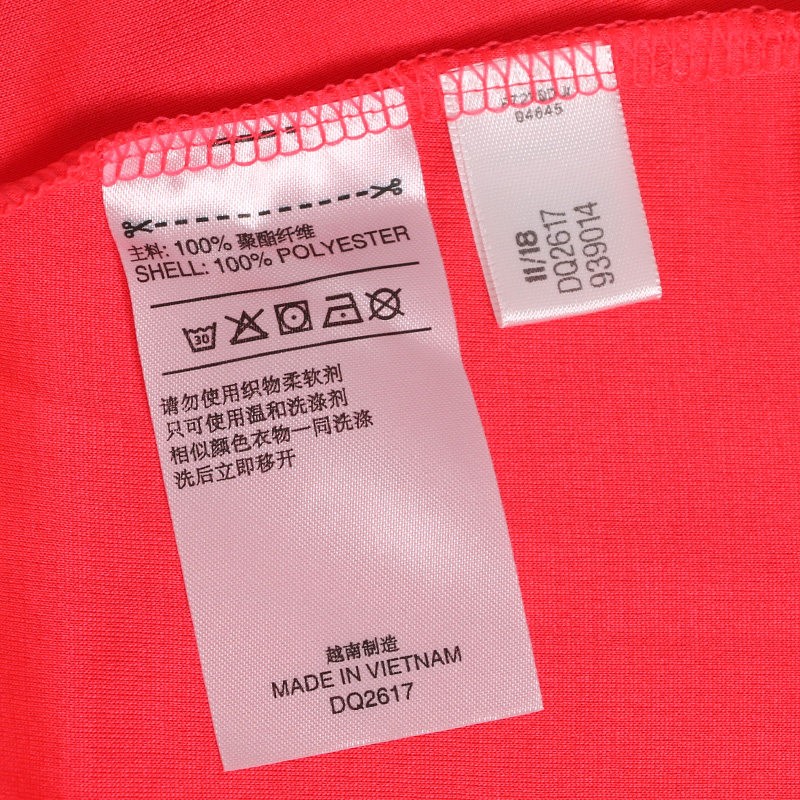 主料: 100% 聚酯纤维
SHELL: 100% POLYESTER
30
请勿使用织物柔软剂
只可使用温和洗涤剂
相似颜色衣物一同洗涤
洗后立即移开
越南制造
MADE IN VIETNAM
DQ2617
04645
11/18
DQ2617
939014